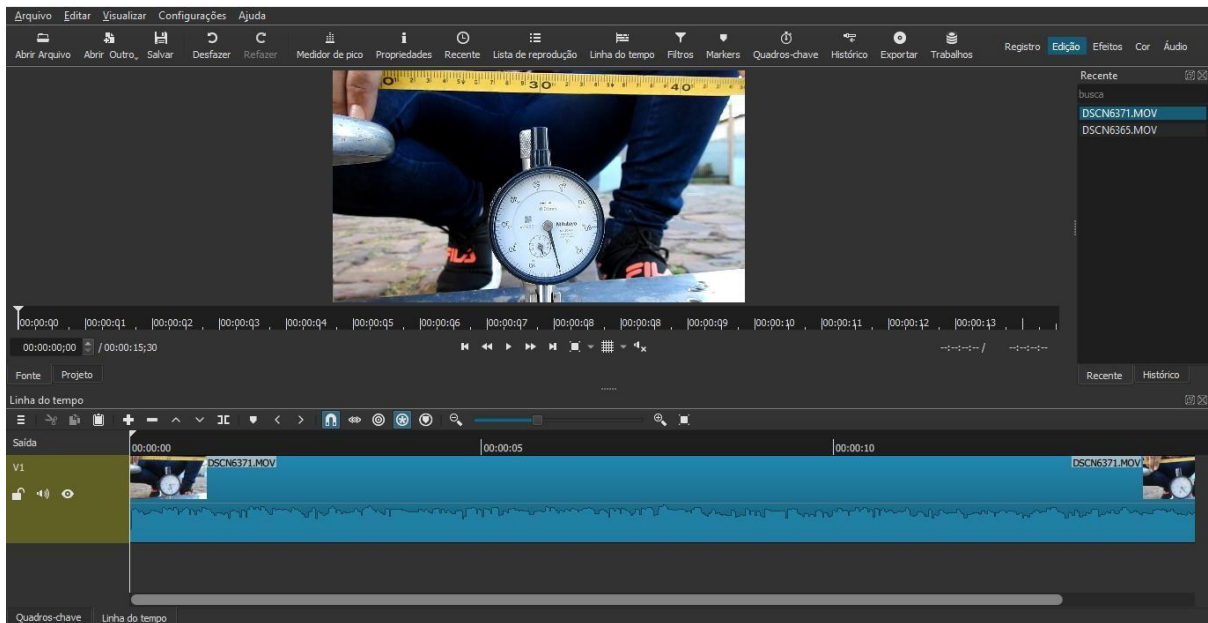 Arquivo Editar Visualizar Configurações Ajuda
Abrir Arquivo Abrir Outro_ Salvar Desfazer Refazer Medidor de pico Propriedades Recente Lista de reprodução Linha do tempo Filtros Markers Quadros-chave Histórico Exportar Trabalhos Registro Edição Efeitos Cor Áudio
Recente
busca
DSCN6371.MOV
DSCN6365.MOV
30 40
FILA
00:00:00 00:00:01 00:00:02 00:00:03 00:00:04 00:00:05 00:00:06 00:00:07 00:00:08 00:00:08 00:00:09 00:00:10 00:00:11 00:00:12 00:00:13
00:00:00;00 / 00:00:15;30 --:--:--:-- / --:--:--:--
Fonte Projeto Recente Histórico
Linha do tempo
Saída 00:00:00 00:00:05 00:00:10
V1 DSCN6371.MOV DSCN6371.MOV
Quadros-chave Linha do tempo